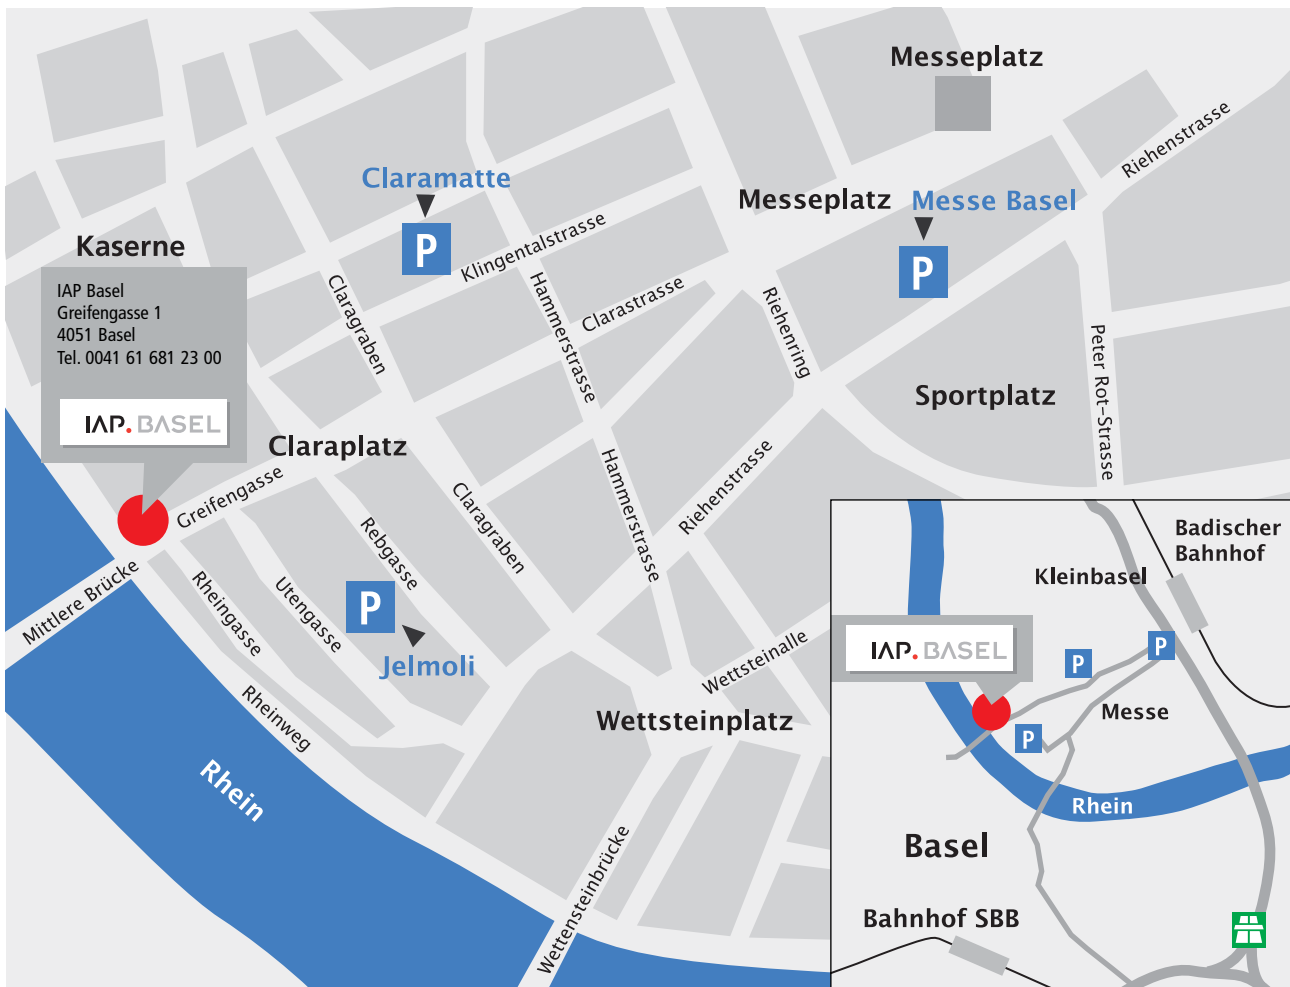 Messeplatz
Riehenstrasse
Claramatte
P
Messeplatz
Messe Basel
P
Kaserne
IAP Basel
Greifengasse 1
4051 Basel
Tel. 0041 61 681 23 00
IAP. BASEL
Klingentalstrasse
Claragraben
Hammerstrasse
Clarastrasse
Riehenring
Peter Rot-Strasse
Sportplatz
Claraplatz
Greifengasse
Claragraben
Hammerstrasse
Riehenstrasse
Rebgasse
Mittlere Brücke
Rheingasse
Utengasse
P
Jelmoli
Wettsteinalle
Rheinweg
Wettsteinplatz
Rhein
Wettensteinbrücke
Badischer
Bahnhof
Kleinbasel
IAP. BASEL
P
P
Messe
P
Rhein
Basel
Bahnhof SBB